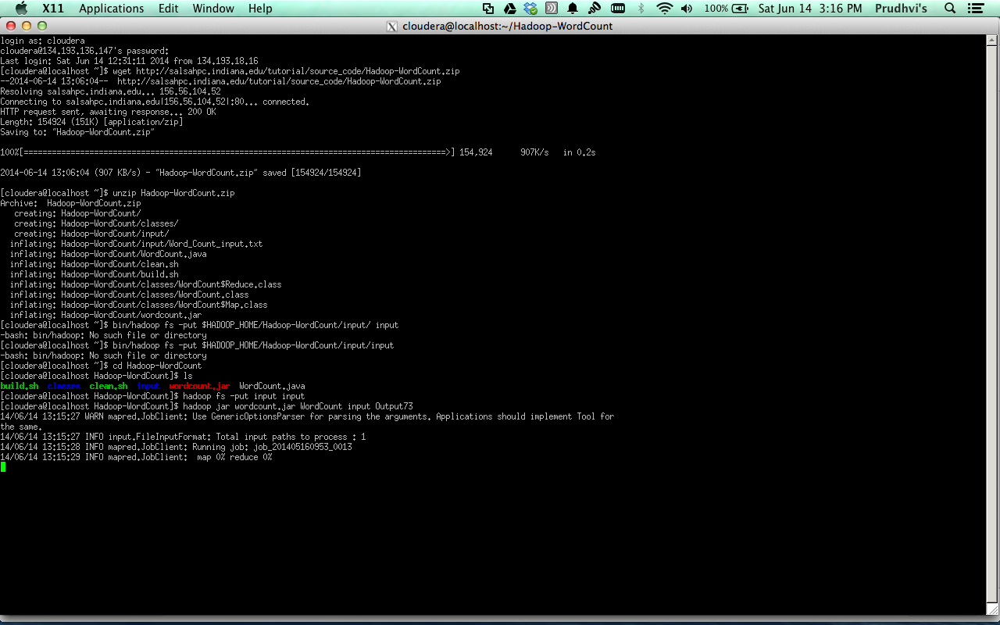 X11 Applications Edit Window Help 100% Sat Jun 14 3:16 PM Prudhvi's
cloudera@localhost:~/Hadoop-WordCount
login as: cloudera
cloudera@134.193.136.147's password:
Last login: Sat Jun 14 12:31:11 2014 from 134.193.18.16
[cloudera@localhost ~]$ wget http://salsahpc.indiana.edu/tutorial/source_code/Hadoop-WordCount.zip
--2014-06-14 13:06:04--  http://salsahpc.indiana.edu/tutorial/source_code/Hadoop-WordCount.zip
Resolving salsahpc.indiana.edu... 156.56.104.52
Connecting to salsahpc.indiana.edu|156.56.104.52|:80... connected.
HTTP request sent, awaiting response... 200 OK
Length: 154924 (151K) [application/zip]
Saving to: “Hadoop-WordCount.zip”
100%[==========================================================================================>] 154,924      907K/s   in 0.2s
2014-06-14 13:06:04 (907 KB/s) - “Hadoop-WordCount.zip” saved [154924/154924]
[cloudera@localhost ~]$ unzip Hadoop-WordCount.zip
Archive:  Hadoop-WordCount.zip
creating: Hadoop-WordCount/
creating: Hadoop-WordCount/classes/
creating: Hadoop-WordCount/input/
inflating: Hadoop-WordCount/input/Word_Count_input.txt
inflating: Hadoop-WordCount/WordCount.java
inflating: Hadoop-WordCount/clean.sh
inflating: Hadoop-WordCount/build.sh
inflating: Hadoop-WordCount/classes/WordCount$Reduce.class
inflating: Hadoop-WordCount/classes/WordCount.class
inflating: Hadoop-WordCount/classes/WordCount$Map.class
inflating: Hadoop-WordCount/wordcount.jar
[cloudera@localhost ~]$ bin/hadoop fs -put $HADOOP_HOME/Hadoop-WordCount/input/ input
-bash: bin/hadoop: No such file or directory
[cloudera@localhost ~]$ bin/hadoop fs -put $HADOOP_HOME/Hadoop-WordCount/input/input
-bash: bin/hadoop: No such file or directory
[cloudera@localhost ~]$ cd Hadoop-WordCount
[cloudera@localhost Hadoop-WordCount]$ ls
build.sh  classes  clean.sh  input  wordcount.jar  WordCount.java
[cloudera@localhost Hadoop-WordCount]$ hadoop fs -put input input
[cloudera@localhost Hadoop-WordCount]$ hadoop jar wordcount.jar WordCount input Output73
14/06/14 13:15:27 WARN mapred.JobClient: Use GenericOptionsParser for parsing the arguments. Applications should implement Tool for
the same.
14/06/14 13:15:27 INFO input.FileInputFormat: Total input paths to process : 1
14/06/14 13:15:28 INFO mapred.JobClient: Running job: job_201405160953_0013
14/06/14 13:15:29 INFO mapred.JobClient:  map 0% reduce 0%